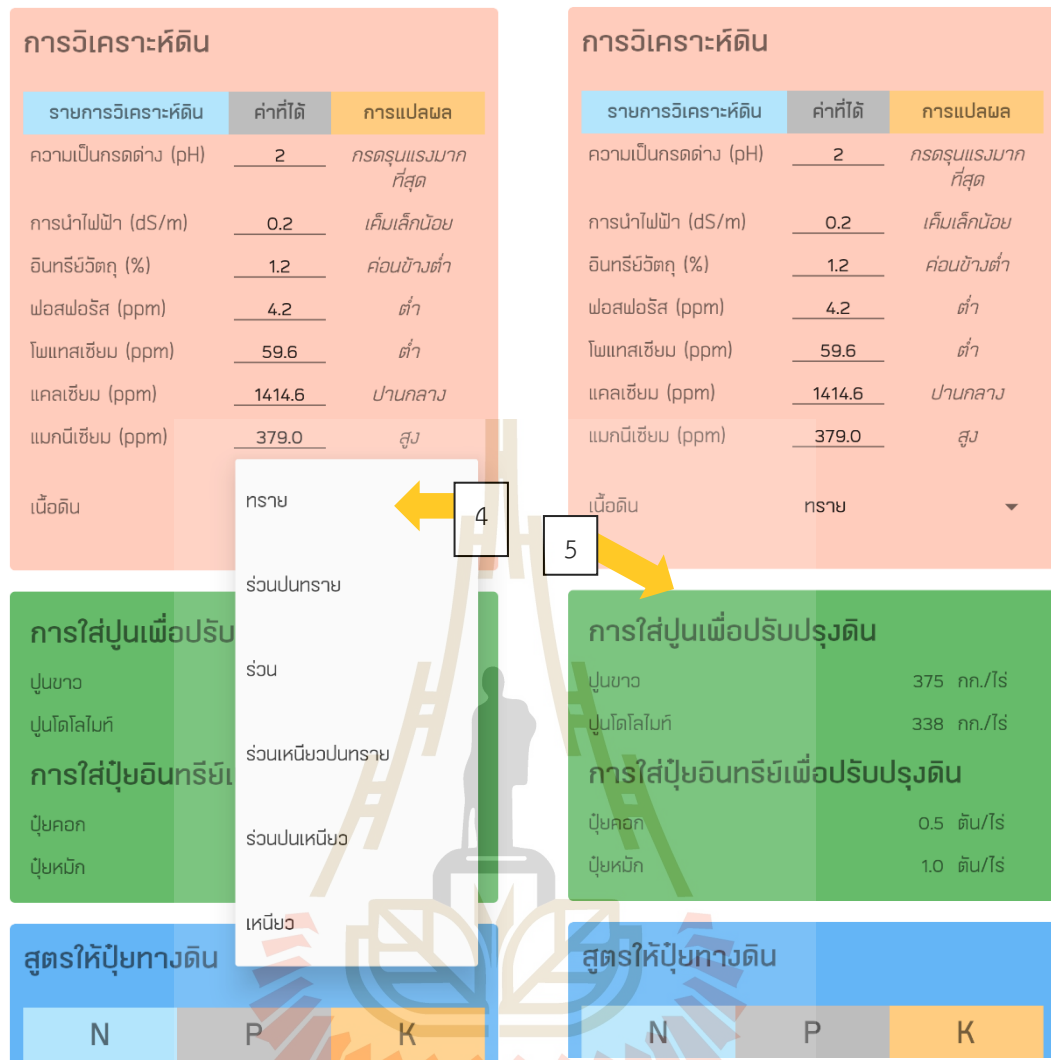 การวิเคราะห์ดิน
รายการวิเคราะห์ดิน ค่าที่ได้ การแปลผล
ความเป็นกรดด่าง (pH) 2 กรดรุนแรงมาก
ที่สุด
การนำไฟฟ้า (dS/m) 0.2 เค็มเล็กน้อย
อินทรีย์วัตถุ (%) 1.2 ค่อนข้างต่ำ
ฟอสฟอรัส (ppm) 4.2 ต่ำ
โพแทสเซียม (ppm) 59.6 ต่ำ
แคลเซียม (ppm) 1414.6 ปานกลาง
แมกนีเซียม (ppm) 379.0 สูง
เนื้อดิน
ทราย
ร่วนปนทราย
ร่วน
ร่วนเหนียวปนทราย
ร่วนปนเหนียว
เหนียว
4
การใส่ปูนเพื่อปรับ
ปูนขาว
ปูนโดโลไมท์
การใส่ปุ๋ยอินทรีย์เ
ปุ๋ยคอก
ปุ๋ยหมัก
สูตรให้ปุ๋ยทางดิน
N P K
การวิเคราะห์ดิน
รายการวิเคราะห์ดิน ค่าที่ได้ การแปลผล
ความเป็นกรดด่าง (pH) 2 กรดรุนแรงมาก
ที่สุด
การนำไฟฟ้า (dS/m) 0.2 เค็มเล็กน้อย
อินทรีย์วัตถุ (%) 1.2 ค่อนข้างต่ำ
ฟอสฟอรัส (ppm) 4.2 ต่ำ
โพแทสเซียม (ppm) 59.6 ต่ำ
แคลเซียม (ppm) 1414.6 ปานกลาง
แมกนีเซียม (ppm) 379.0 สูง
เนื้อดิน ทราย
5
การใส่ปูนเพื่อปรับปรุงดิน
ปูนขาว 375 กก./ไร่
ปูนโดโลไมท์ 338 กก./ไร่
การใส่ปุ๋ยอินทรีย์เพื่อปรับปรุงดิน
ปุ๋ยคอก 0.5 ตัน/ไร่
ปุ๋ยหมัก 1.0 ตัน/ไร่
สูตรให้ปุ๋ยทางดิน
N P K